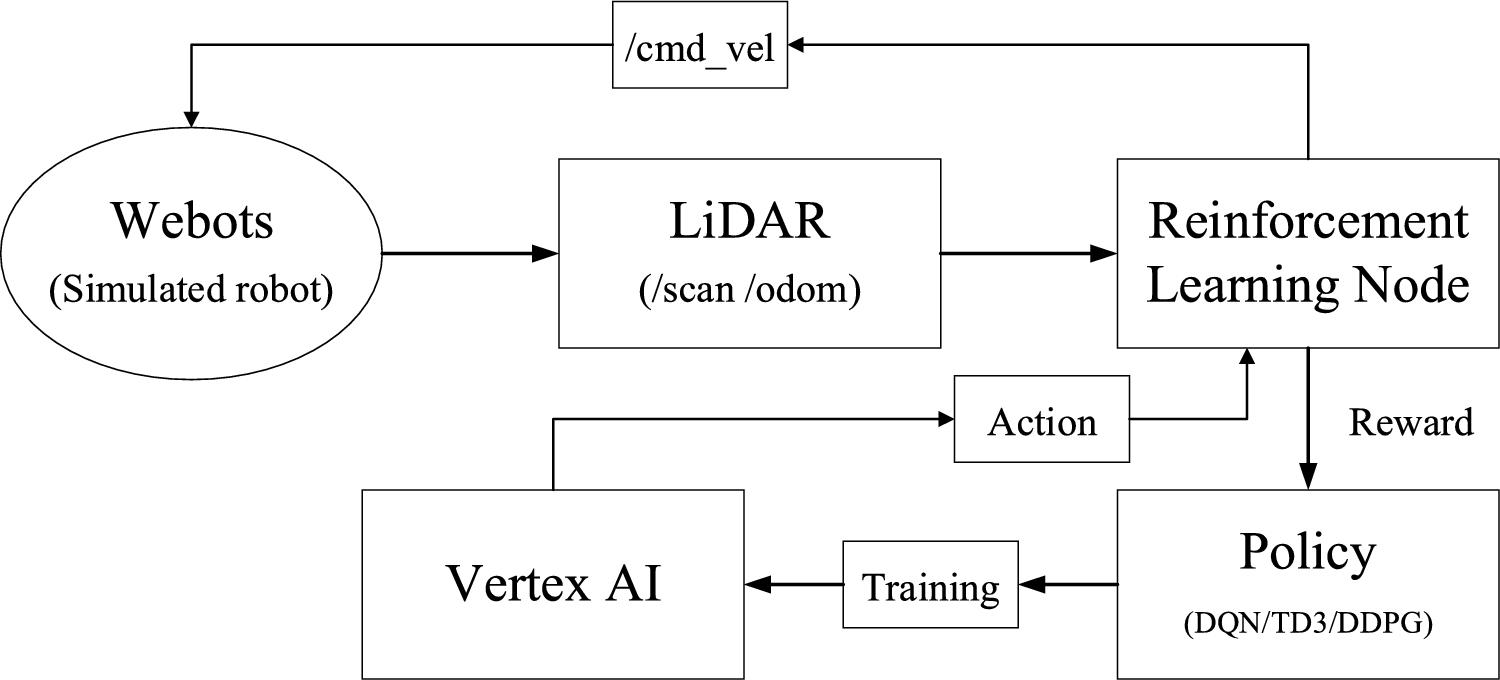 /cmd_vel
Webots
(Simulated robot)
LiDAR
(/scan /odom)
Reinforcement
Learning Node
Action
Reward
Vertex AI
Training
Policy
(DQN/TD3/DDPG)